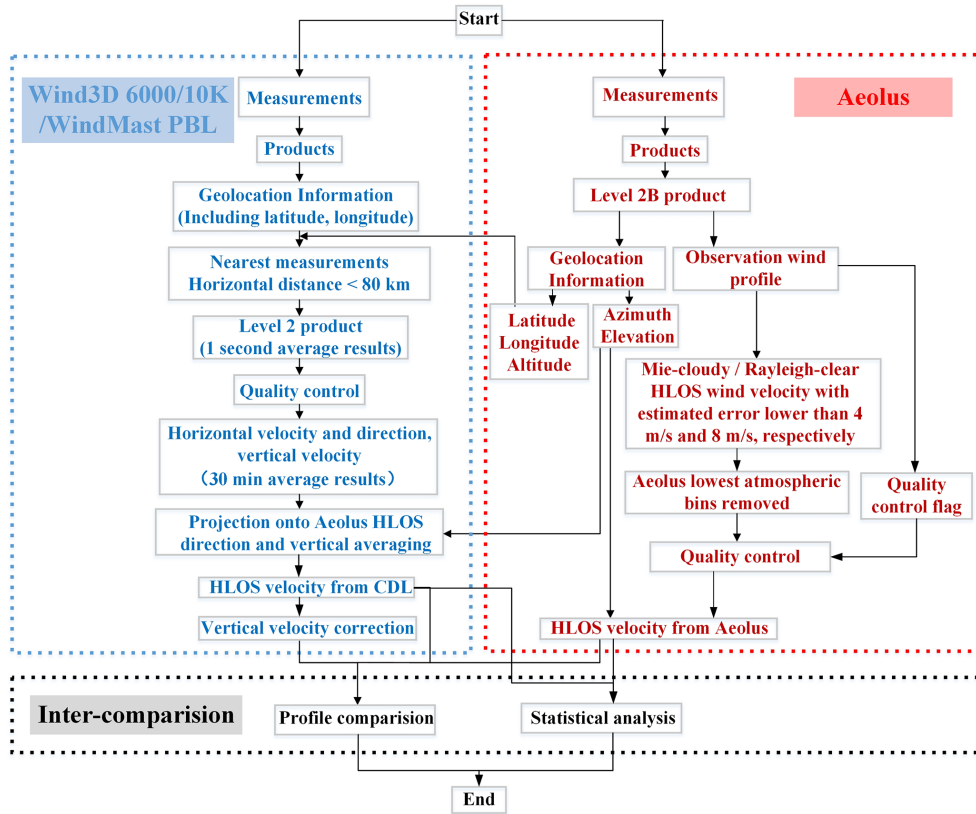 Start
Wind3D 6000/10K
/WindMast PBL
Measurements
Products
Geolocation Information
(Including latitude, longitude)
Nearest measurements
Horizontal distance < 80 km
Level 2 product
(1 second average results)
Quality control
Horizontal velocity and direction,
vertical velocity
（30 min average results）
Projection onto Aeolus HLOS
direction and vertical averaging
HLOS velocity from CDL
Vertical velocity correction
Aeolus
Measurements
Products
Level 2B product
Geolocation
Information
Observation wind
profile
Latitude
Longitude
Altitude
Azimuth
Elevation
Mie-cloudy / Rayleigh-clear
HLOS wind velocity with
estimated error lower than 4
m/s and 8 m/s, respectively
Aeolus lowest atmospheric
bins removed
Quality
control flag
Quality control
HLOS velocity from Aeolus
Inter-comparision
Profile comparision
Statistical analysis
End